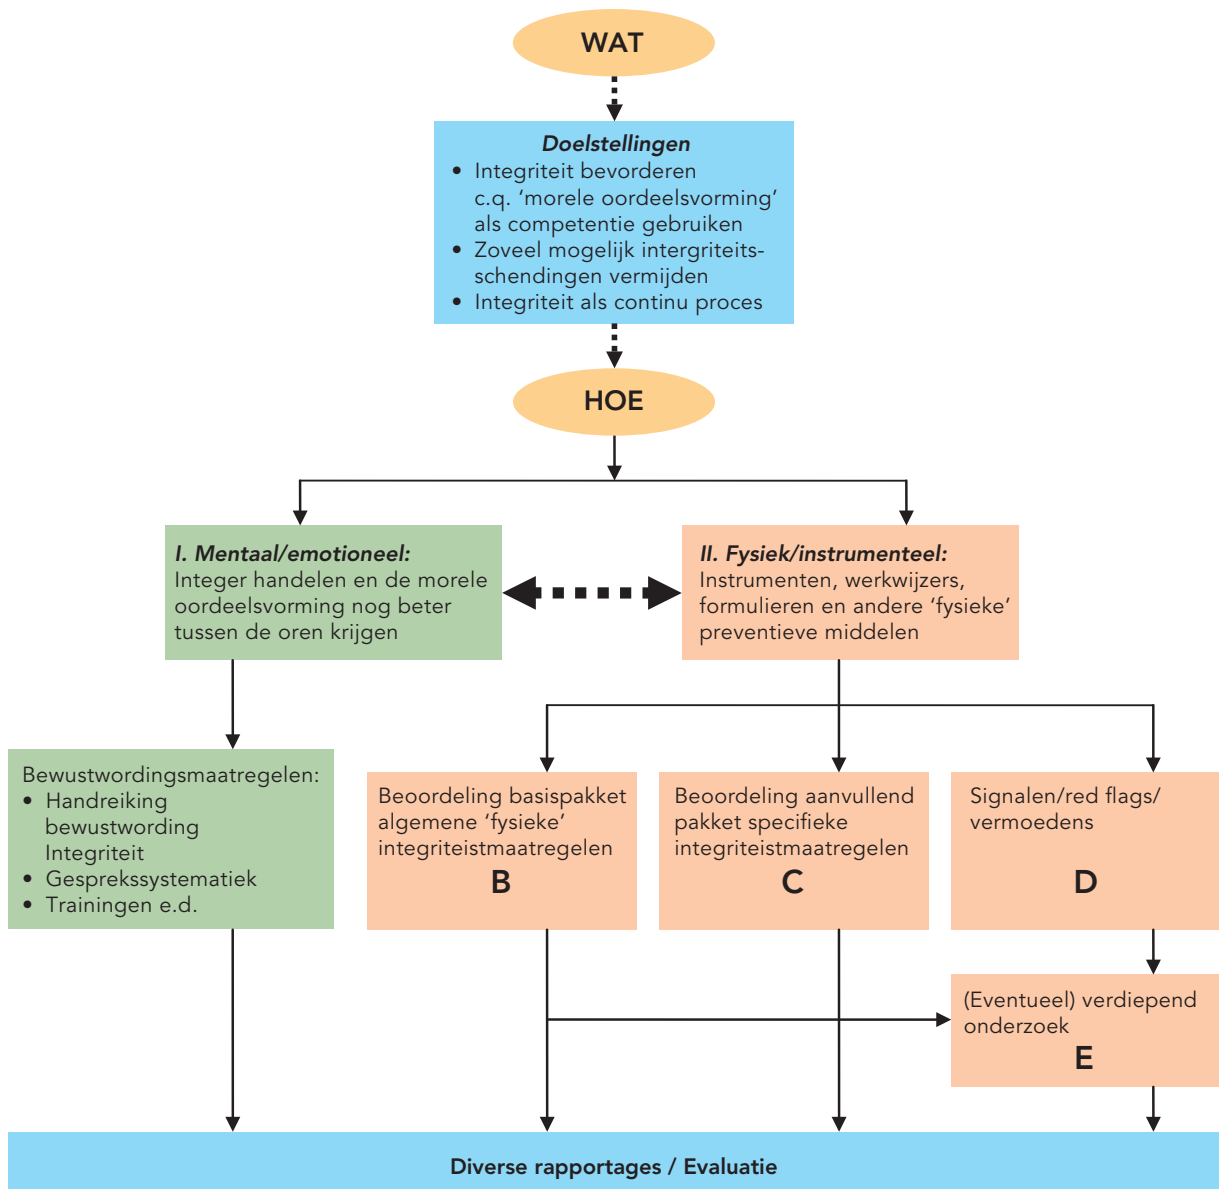 WAT
Doelstellingen
• Integriteit bevorderen
c.q. ‘morele oordeelsvorming’
als competentie gebruiken
• Zoveel mogelijk intergriteits-
schendingen vermijden
• Integriteit als continu proces
HOE
I. Mentaal/emotioneel:
Integer handelen en de morele
oordeelsvorming nog beter
tussen de oren krijgen
II. Fysiek/instrumenteel:
Instrumenten, werkwijzers,
formulieren en andere ‘fysieke’
preventieve middelen
Bewustwordingsmaatregelen:
• Handreiking
bewustwording
Integriteit
• Gesprekssystematiek
• Trainingen e.d.
Beoordeling basispakket
algemene ‘fysieke’
integriteistmaatregelen
B
Beoordeling aanvullend
pakket specifieke
integriteistmaatregelen
C
Signalen/red flags/
vermoedens
D
(Eventueel) verdiepend
onderzoek
E
Diverse rapportages / Evaluatie